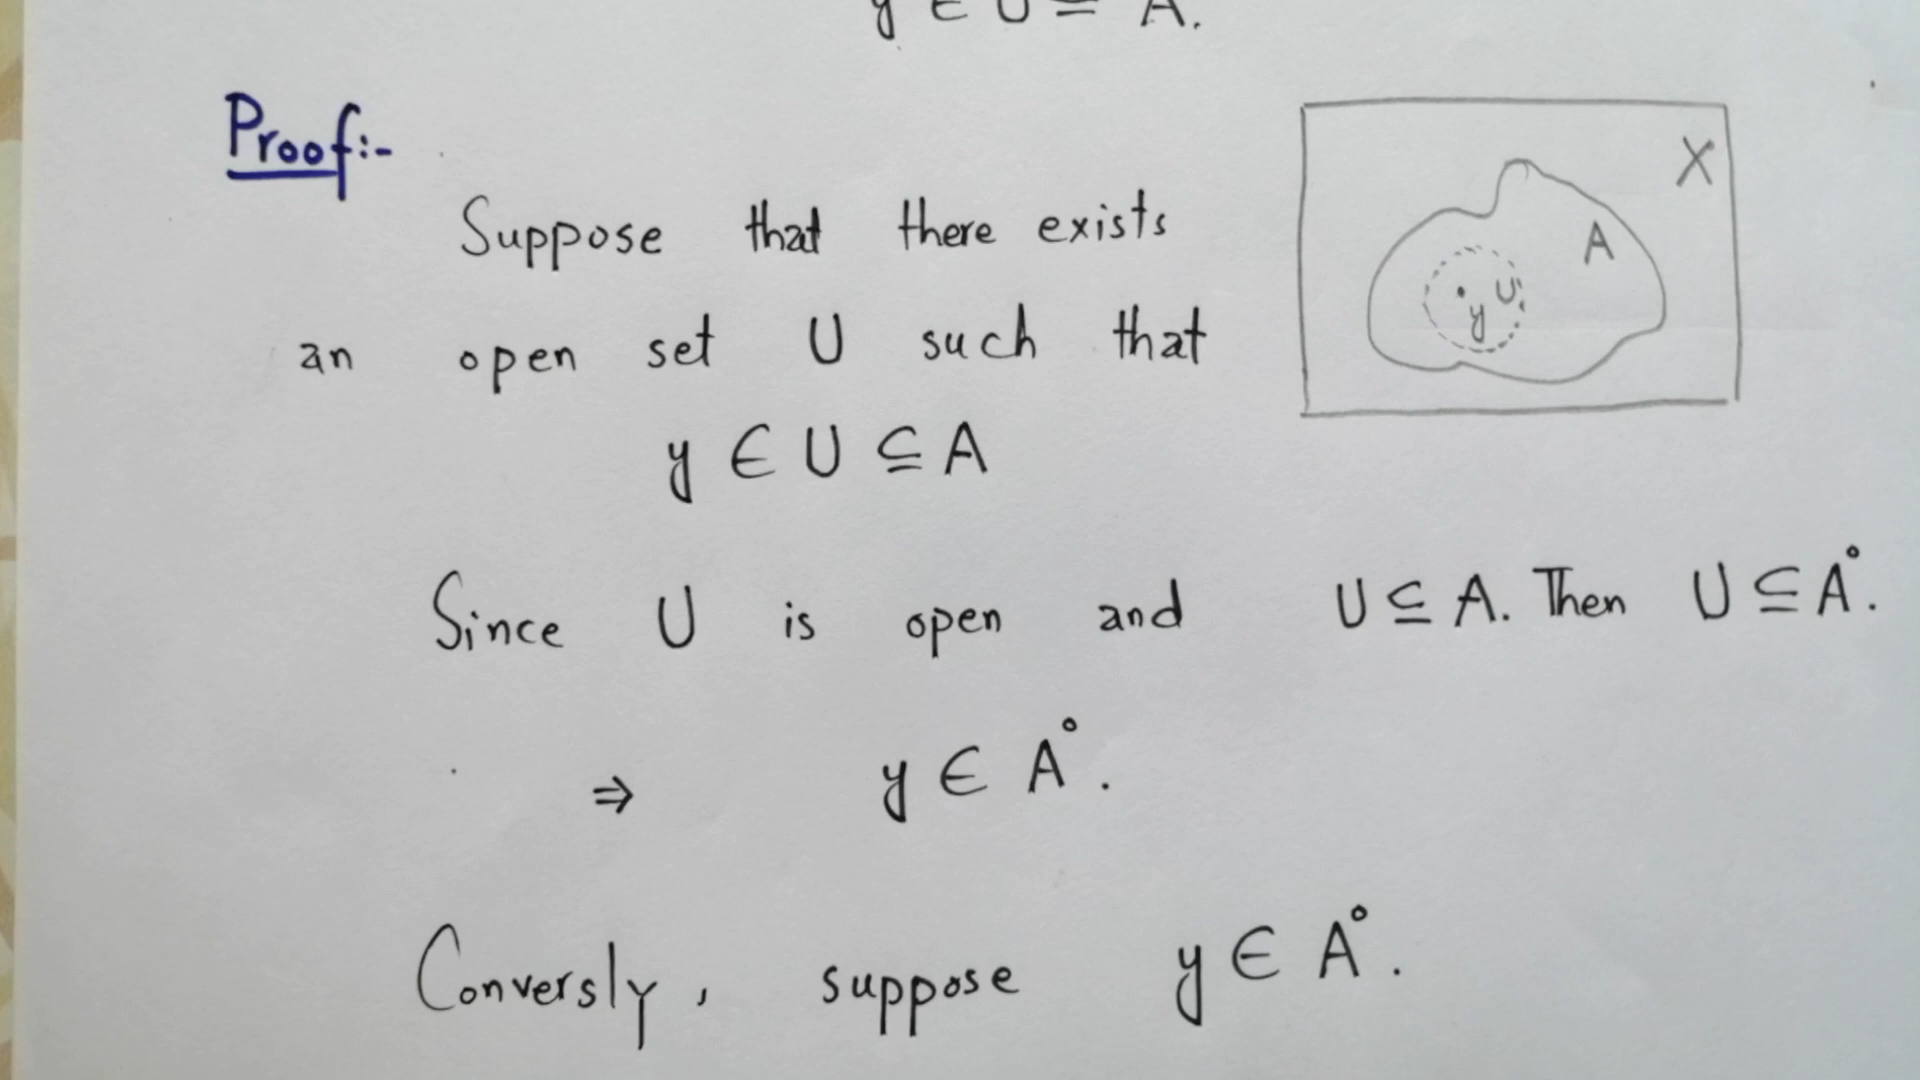 y ∈ U ⊆ A.
Proof:-
Suppose that there exists
an open set U such that
y ∈ U ⊆ A
Since U is open and U ⊆ A. Then U ⊆ A°.
⇒ y ∈ A°.
Conversly, suppose y ∈ A°.
X
A
U
y